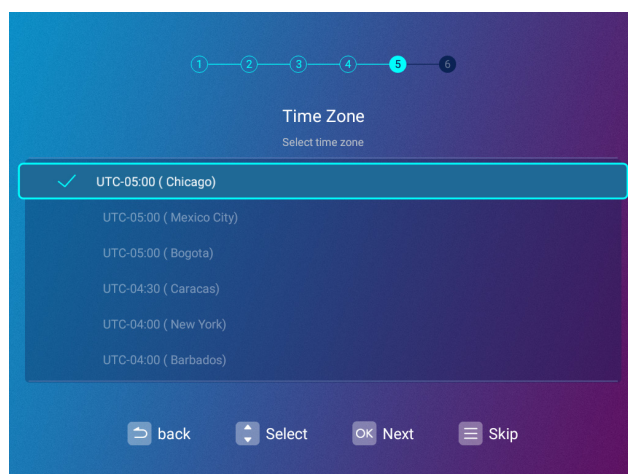 1 2 3 4 5 6
Time Zone
Select time zone
UTC-05:00 ( Chicago)
UTC-05:00 ( Mexico City)
UTC-05:00 ( Bogota)
UTC-04:30 ( Caracas)
UTC-04:00 ( New York)
UTC-04:00 ( Barbados)
back Select OK Next Skip